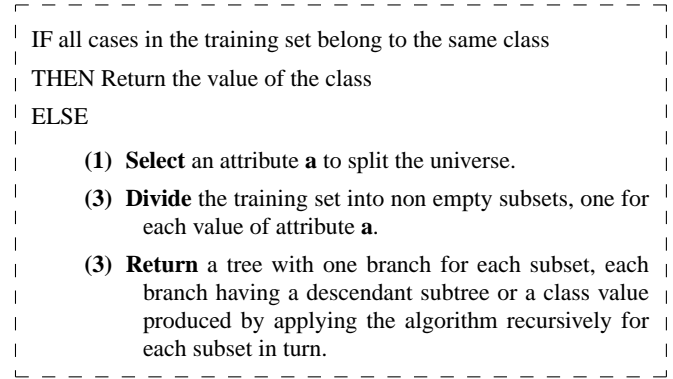 IF all cases in the training set belong to the same class
THEN Return the value of the class
ELSE
(1) Select an attribute a to split the universe.
(3) Divide the training set into non empty subsets, one for
each value of attribute a.
(3) Return a tree with one branch for each subset, each
branch having a descendant subtree or a class value
produced by applying the algorithm recursively for
each subset in turn.